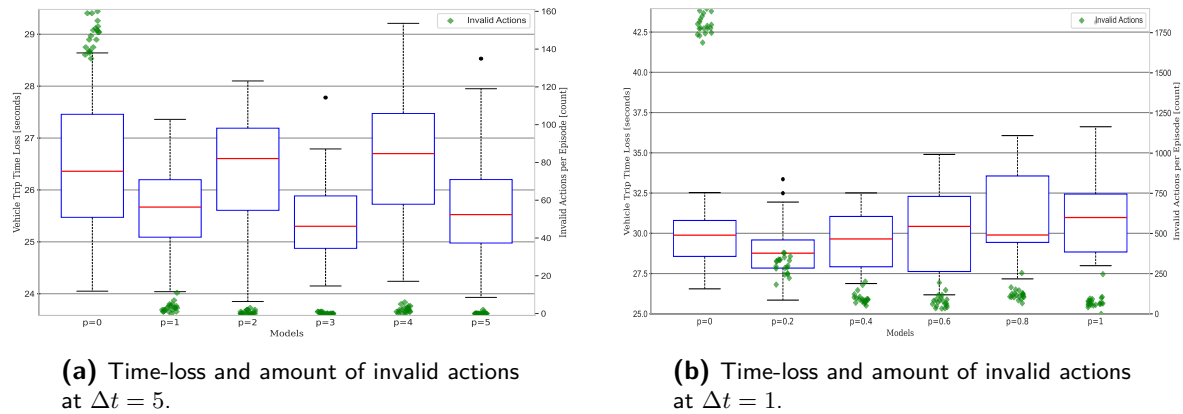 29
28
27
26
25
24
Vehicle Trip Time Loss [seconds]
160
140
120
100
80
60
40
20
0
Invalid Actions per Episode [count]
Invalid Actions
p=0 p=1 p=2 p=3 p=4 p=5
Models
(a) Time-loss and amount of invalid actions
at Δt = 5.
42.5
40.0
37.5
35.0
32.5
30.0
27.5
25.0
Vehicle Trip Time Loss [seconds]
1750
1500
1250
1000
750
500
250
0
Invalid Actions per Episode [count]
Invalid Actions
p=0 p=0.2 p=0.4 p=0.6 p=0.8 p=1
Models
(b) Time-loss and amount of invalid actions
at Δt = 1.